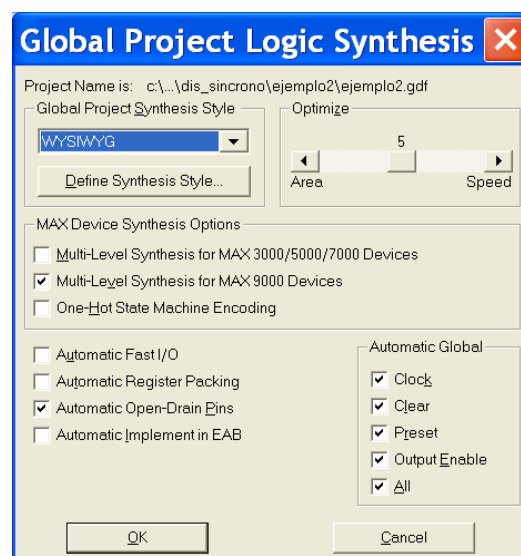 Global Project Logic Synthesis
Project Name is: c:\...\dis_sincrono\ejemplo2\ejemplo2.gdf
Global Project Synthesis Style
WYSIWYG
Define Synthesis Style...
Optimize
5
Area Speed
MAX Device Synthesis Options
Multi-Level Synthesis for MAX 3000/5000/7000 Devices
Multi-Level Synthesis for MAX 9000 Devices
One-Hot State Machine Encoding
Automatic Fast I/O
Automatic Register Packing
Automatic Open-Drain Pins
Automatic Implement in EAB
Automatic Global
Clock
Clear
Preset
Output Enable
All
OK Cancel